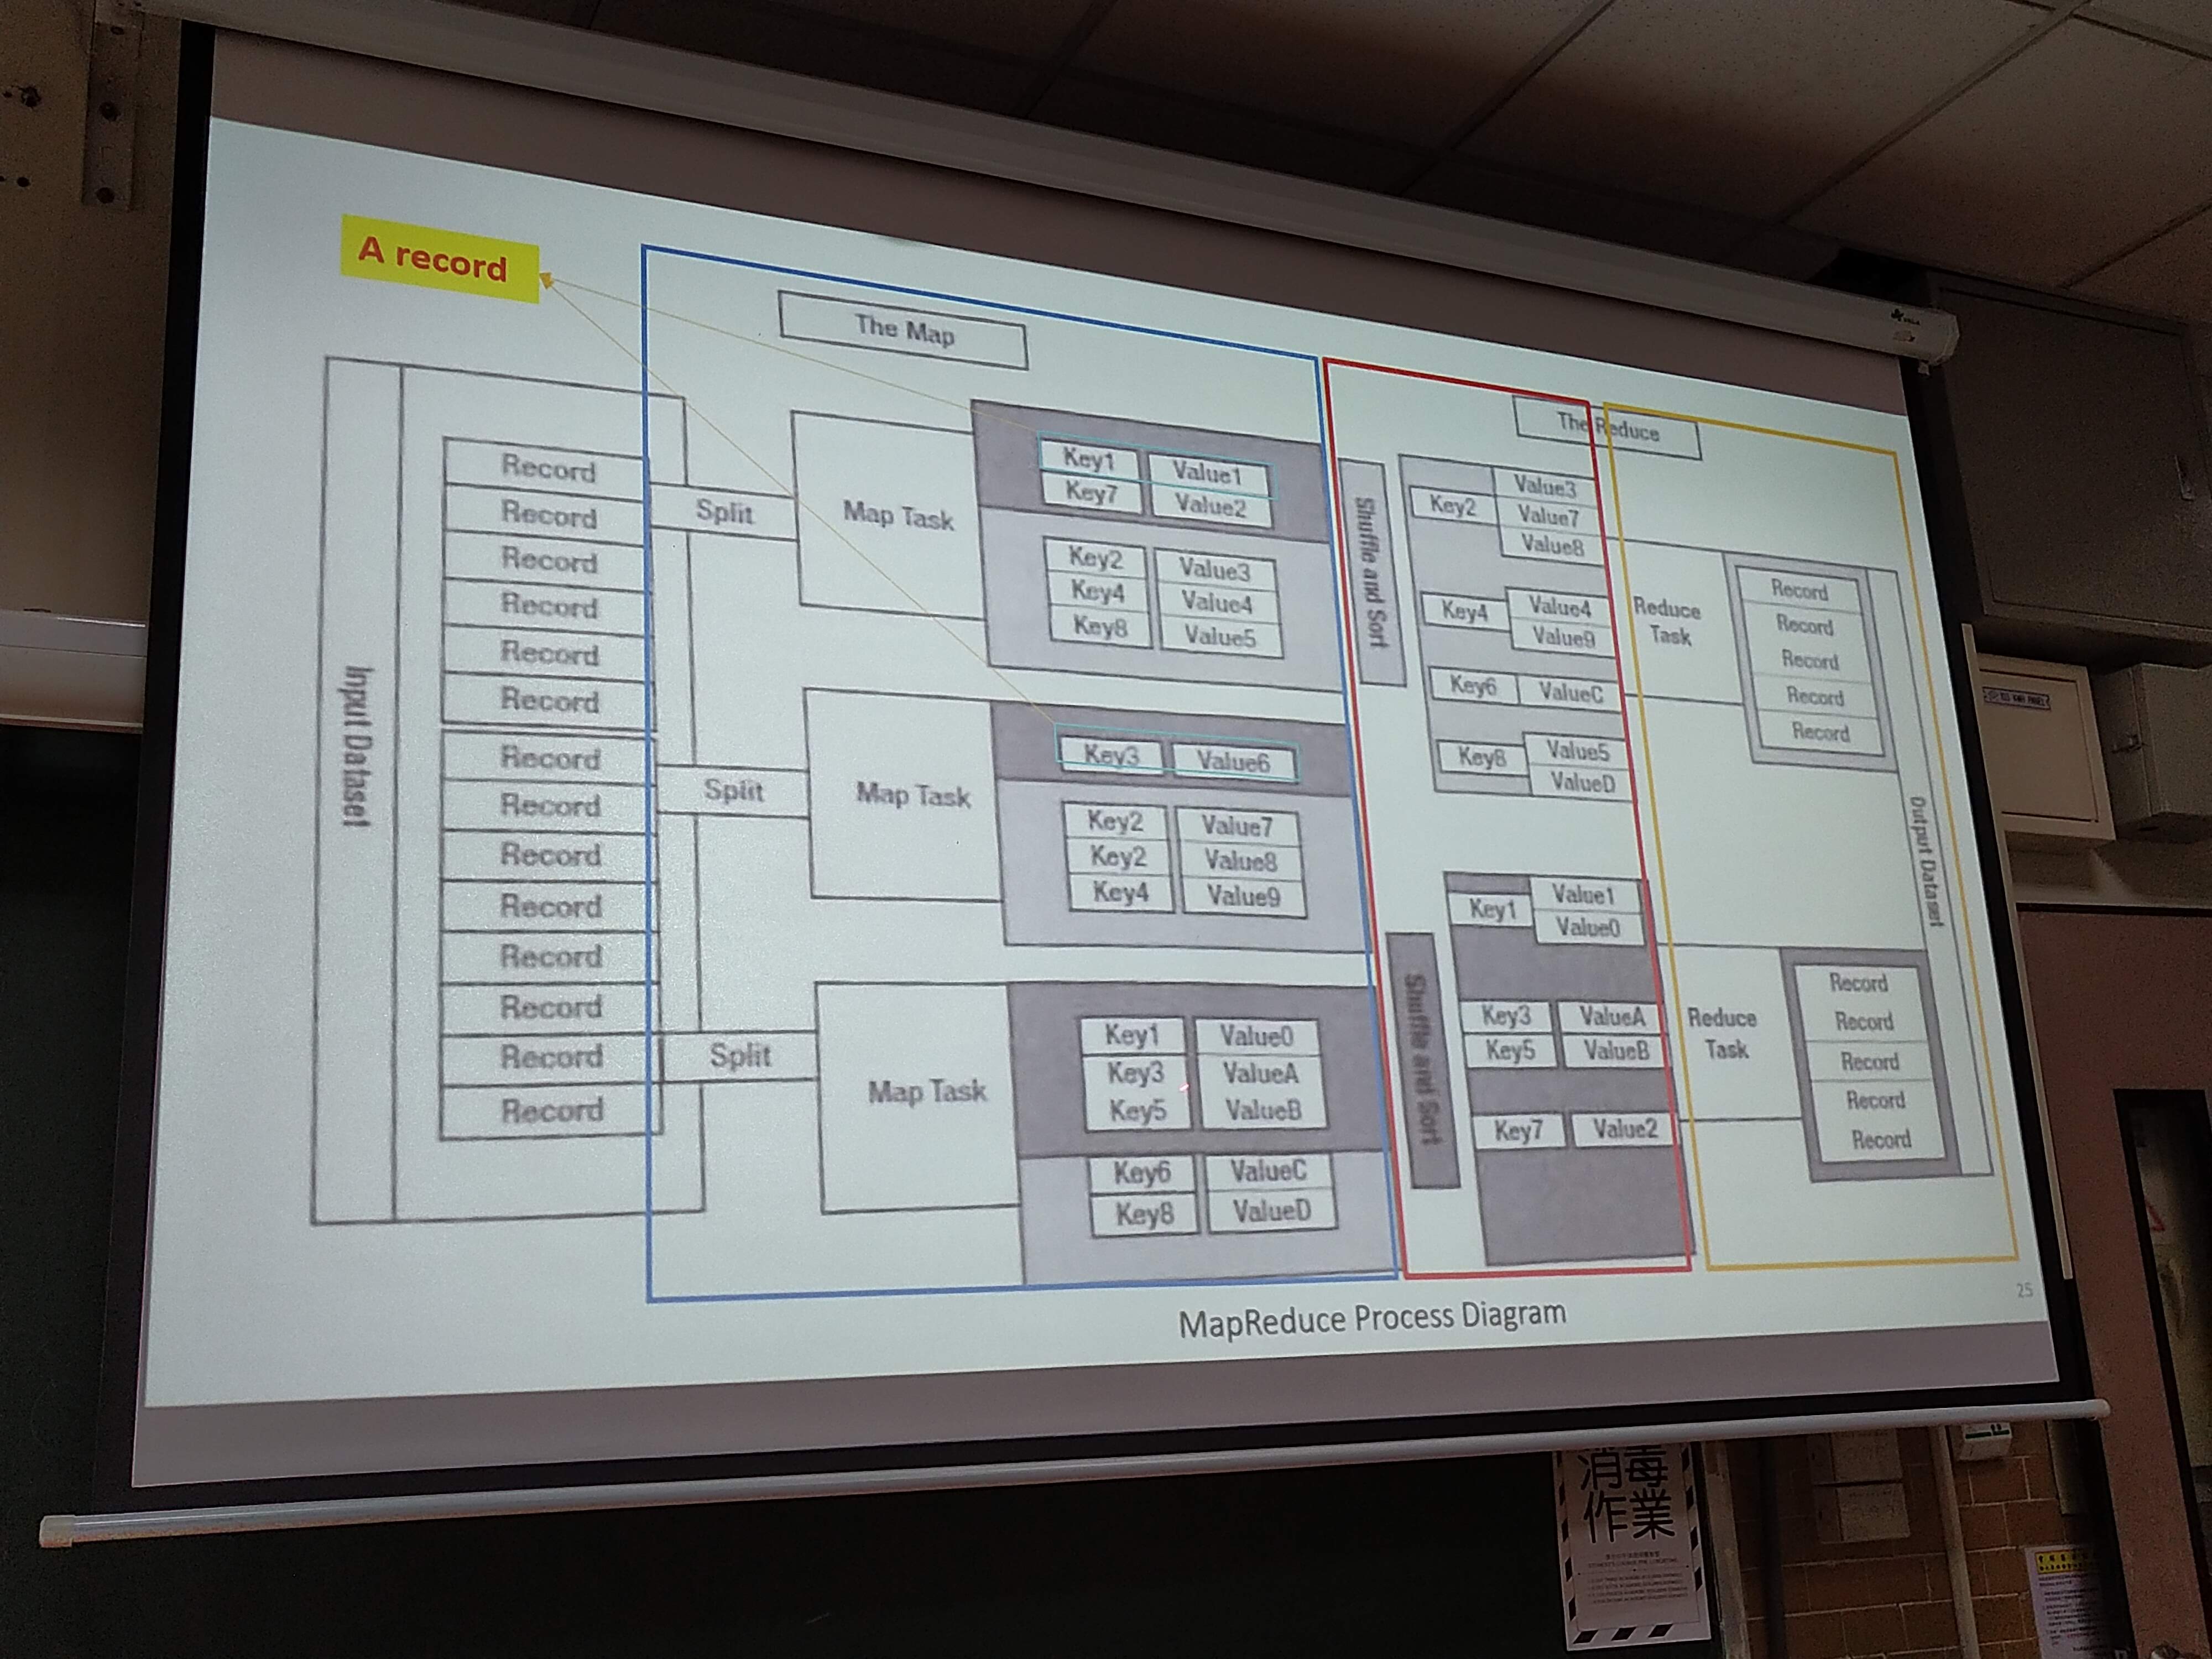 A record
The Map
The Reduce
Input Dataset
Record
Record
Record
Record
Record
Record
Record
Record
Record
Record
Record
Record
Record
Record
Split
Split
Split
Map Task
Key1 Value1
Key7 Value2
Key2 Value3
Key4 Value4
Key8 Value5
Map Task
Key3 Value6
Key2 Value7
Key2 Value8
Key4 Value9
Map Task
Key1 Value0
Key3 ValueA
Key5 ValueB
Key6 ValueC
Key8 ValueD
Shuffle and Sort
Key2
Value3
Value7
Value8
Key4
Value4
Value9
Key6 ValueC
Key8
Value5
ValueD
Reduce
Task
Record
Record
Record
Record
Record
Shuffle and Sort
Key1
Value1
Value0
Key3 ValueA
Key5 ValueB
Key7 Value2
Reduce
Task
Record
Record
Record
Record
Record
Output Dataset
MapReduce Process Diagram
25
消毒
作業